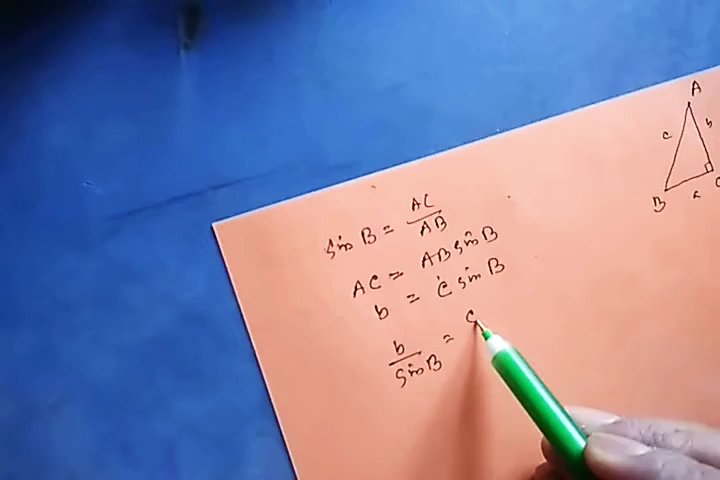 A
c b
B a C
sin B = AC/AB
AC = AB sin B
b = c sin B
b/sin B = c